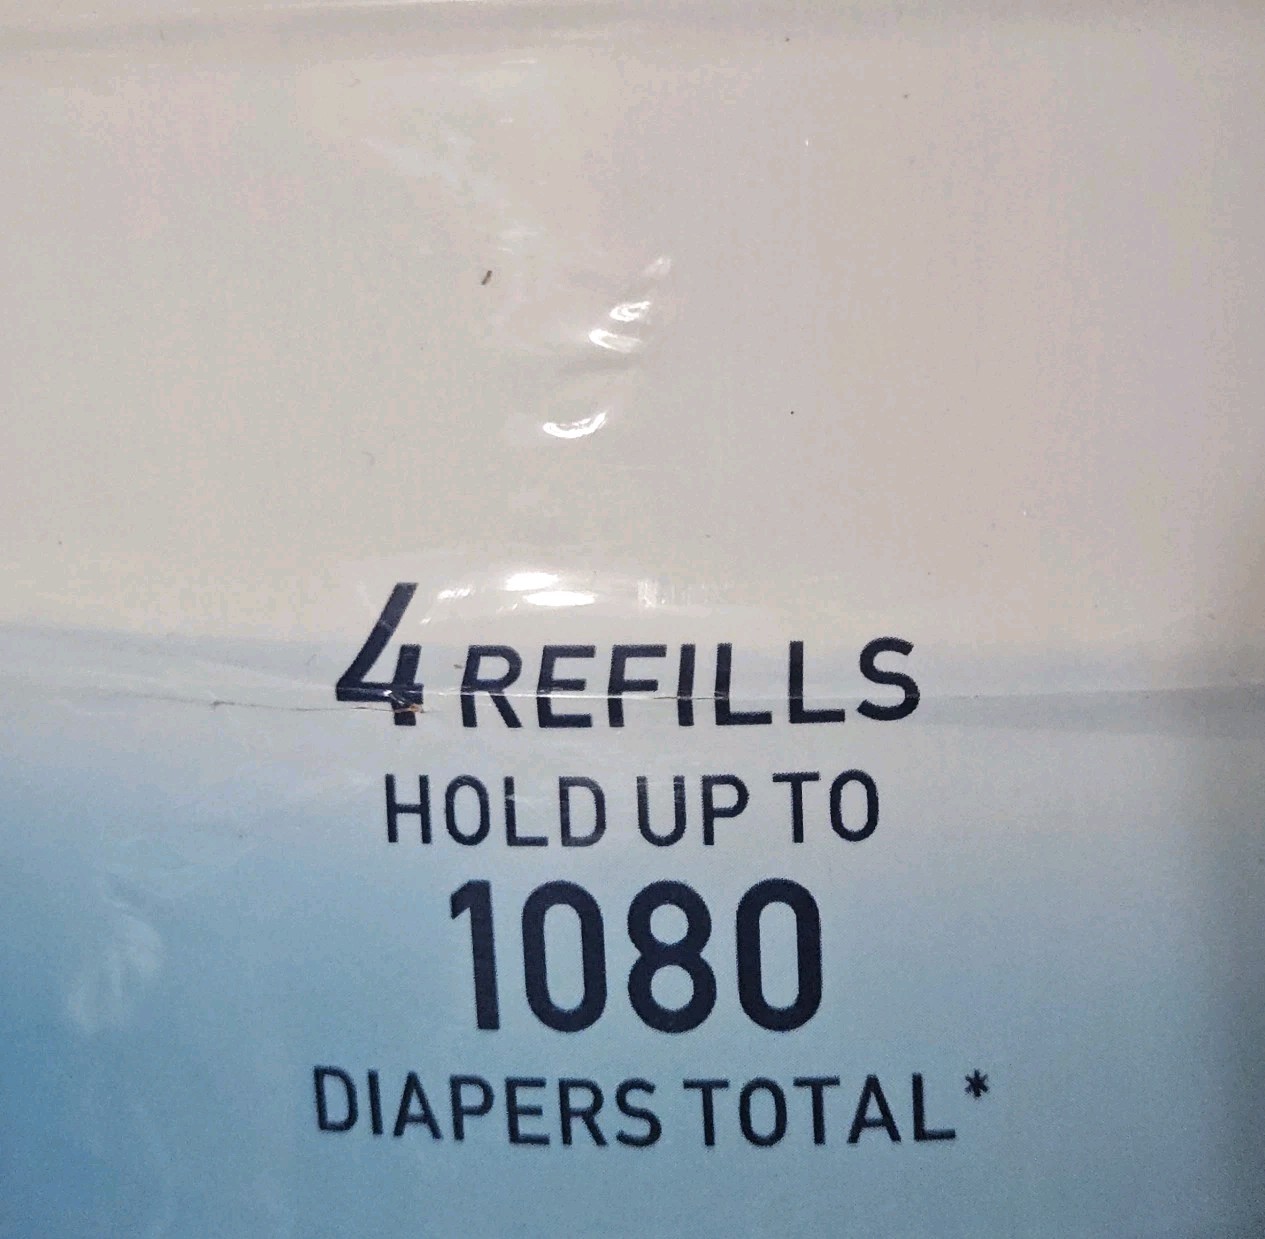 4 REFILLS
HOLD UP TO
1080
DIAPERS TOTAL*